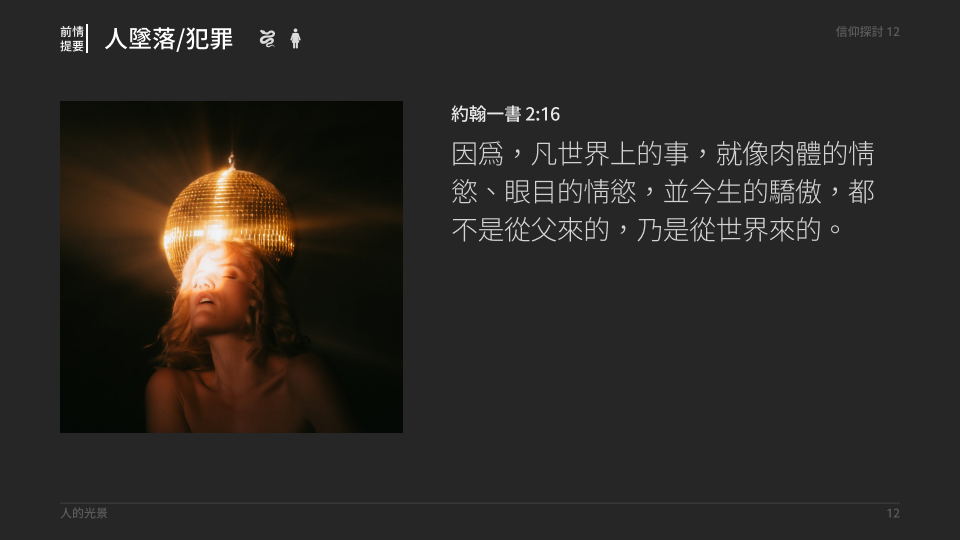 前情
提要
人墜落/犯罪
信仰探討 12
約翰一書 2:16
因爲，凡世界上的事，就像肉體的情
慾、眼目的情慾，並今生的驕傲，都
不是從父來的，乃是從世界來的。
人的光景
12